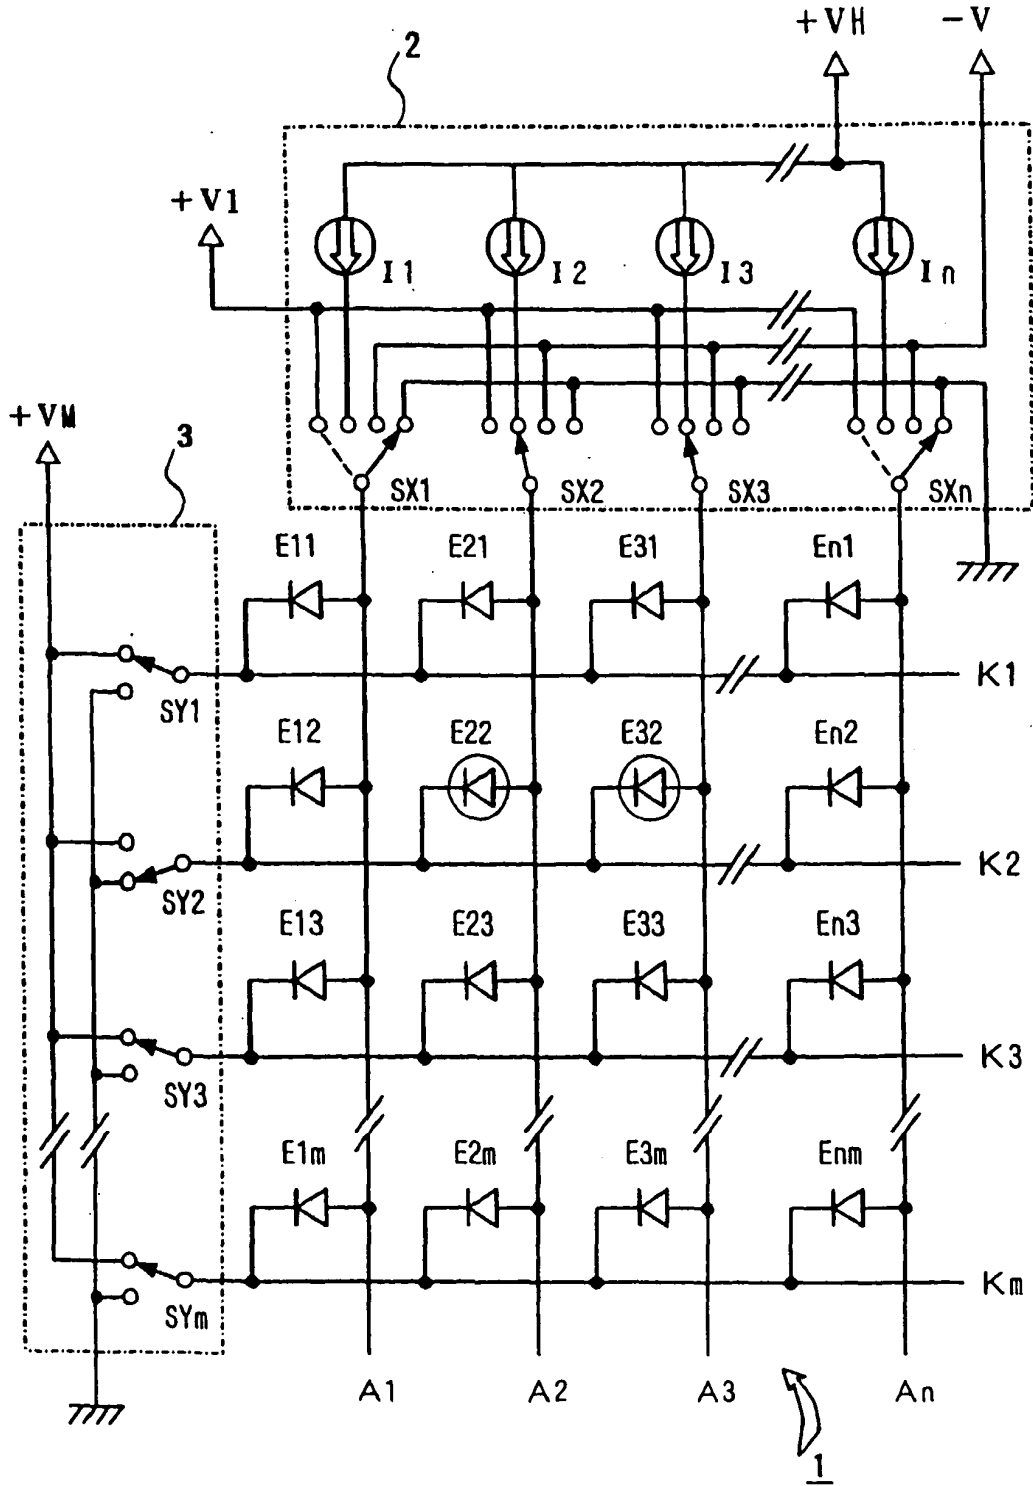 +VH -V
2
+V1
I1 I2 I3 In
+VM
3
SX1 SX2 SX3 SXn
E11 E21 E31 En1
K1
SY1
E12 E22 E32 En2
K2
SY2
E13 E23 E33 En3
K3
SY3
E1m E2m E3m Enm
Km
SYm
A1 A2 A3 An
1